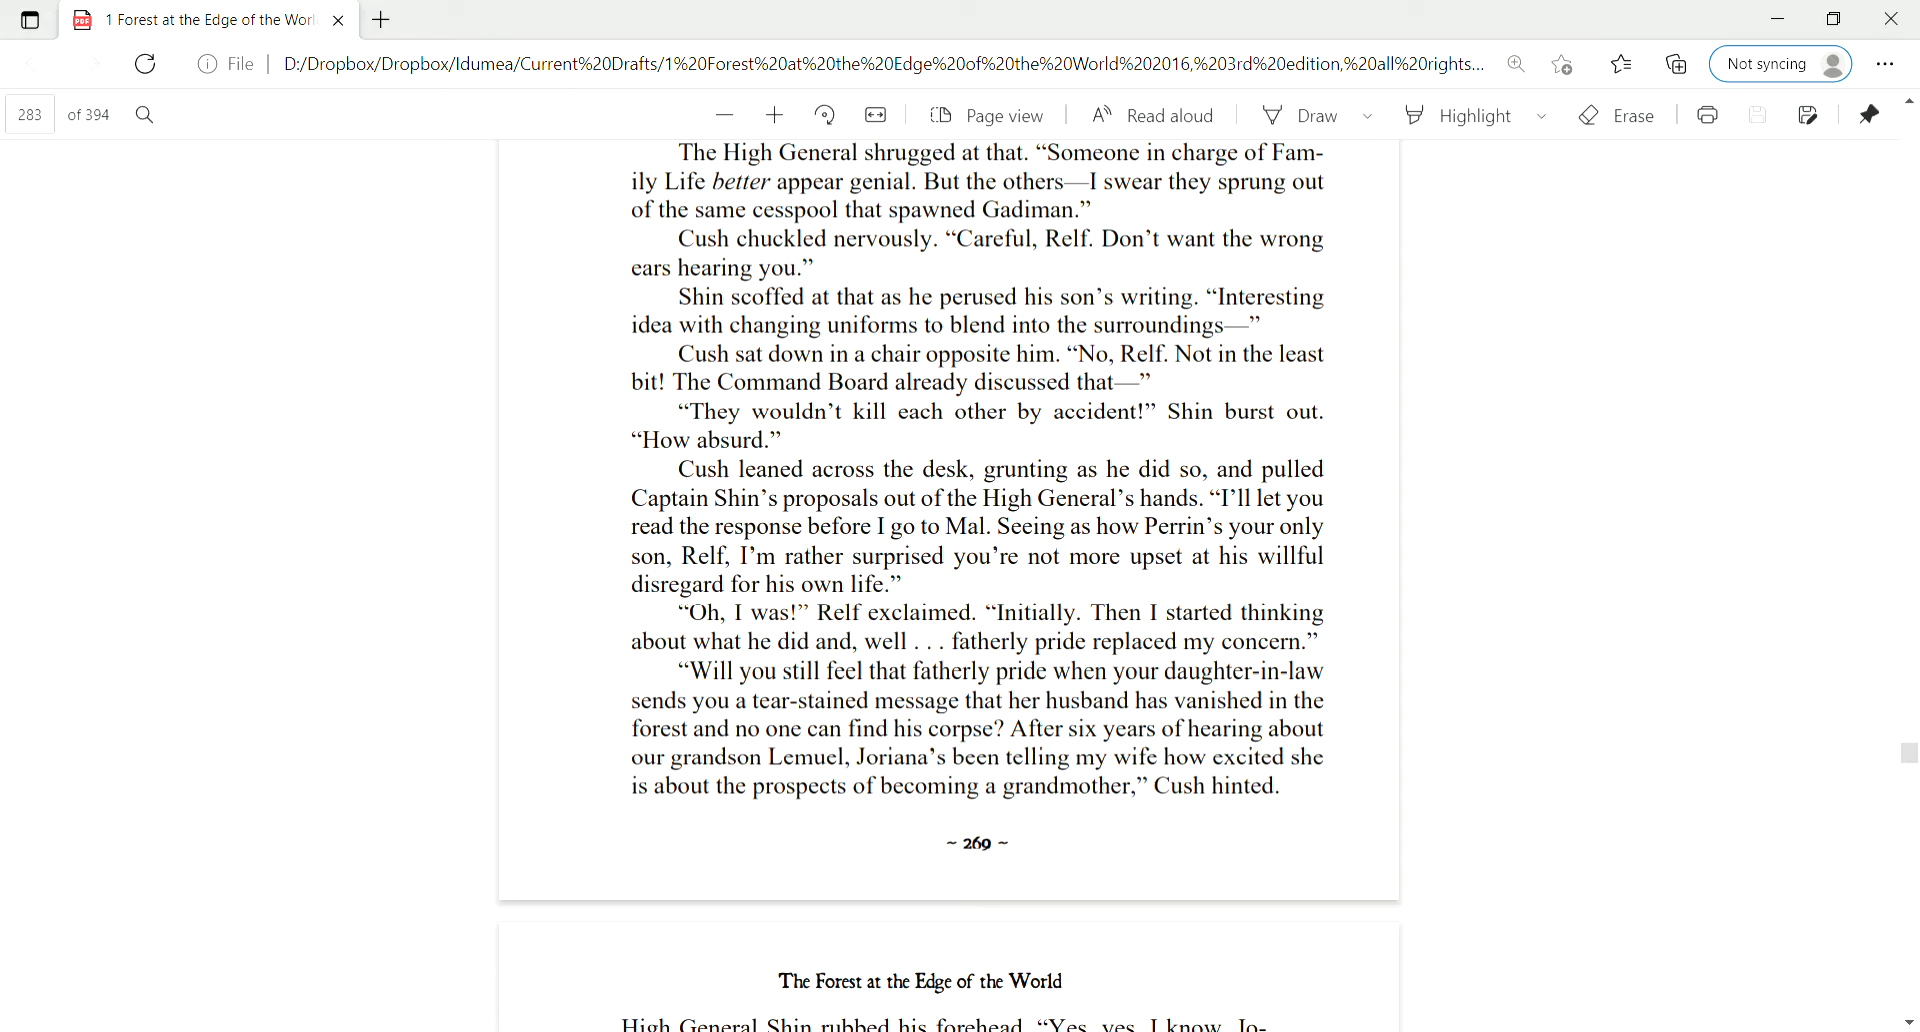 1 Forest at the Edge of the Worl
File
D:/Dropbox/Dropbox/Idumea/Current%20Drafts/1%20Forest%20at%20the%20Edge%20of%20the%20World%202016,%203rd%20edition,%20all%20rights...
Not syncing
283 of 394
Page view
Read aloud
Draw
Highlight
Erase
The High General shrugged at that. “Someone in charge of Fam-
ily Life better appear genial. But the others—I swear they sprung out
of the same cesspool that spawned Gadiman.”
Cush chuckled nervously. “Careful, Relf. Don’t want the wrong
ears hearing you.”
Shin scoffed at that as he perused his son’s writing. “Interesting
idea with changing uniforms to blend into the surroundings—”
Cush sat down in a chair opposite him. “No, Relf. Not in the least
bit! The Command Board already discussed that—”
“They wouldn’t kill each other by accident!” Shin burst out.
“How absurd.”
Cush leaned across the desk, grunting as he did so, and pulled
Captain Shin’s proposals out of the High General’s hands. “I’ll let you
read the response before I go to Mal. Seeing as how Perrin’s your only
son, Relf, I’m rather surprised you’re not more upset at his willful
disregard for his own life.”
“Oh, I was!” Relf exclaimed. “Initially. Then I started thinking
about what he did and, well . . . fatherly pride replaced my concern.”
“Will you still feel that fatherly pride when your daughter-in-law
sends you a tear-stained message that her husband has vanished in the
forest and no one can find his corpse? After six years of hearing about
our grandson Lemuel, Joriana’s been telling my wife how excited she
is about the prospects of becoming a grandmother,” Cush hinted.
~ 269 ~
The Forest at the Edge of the World
High General Shin rubbed his forehead. “Yes, yes, I know. Jo-